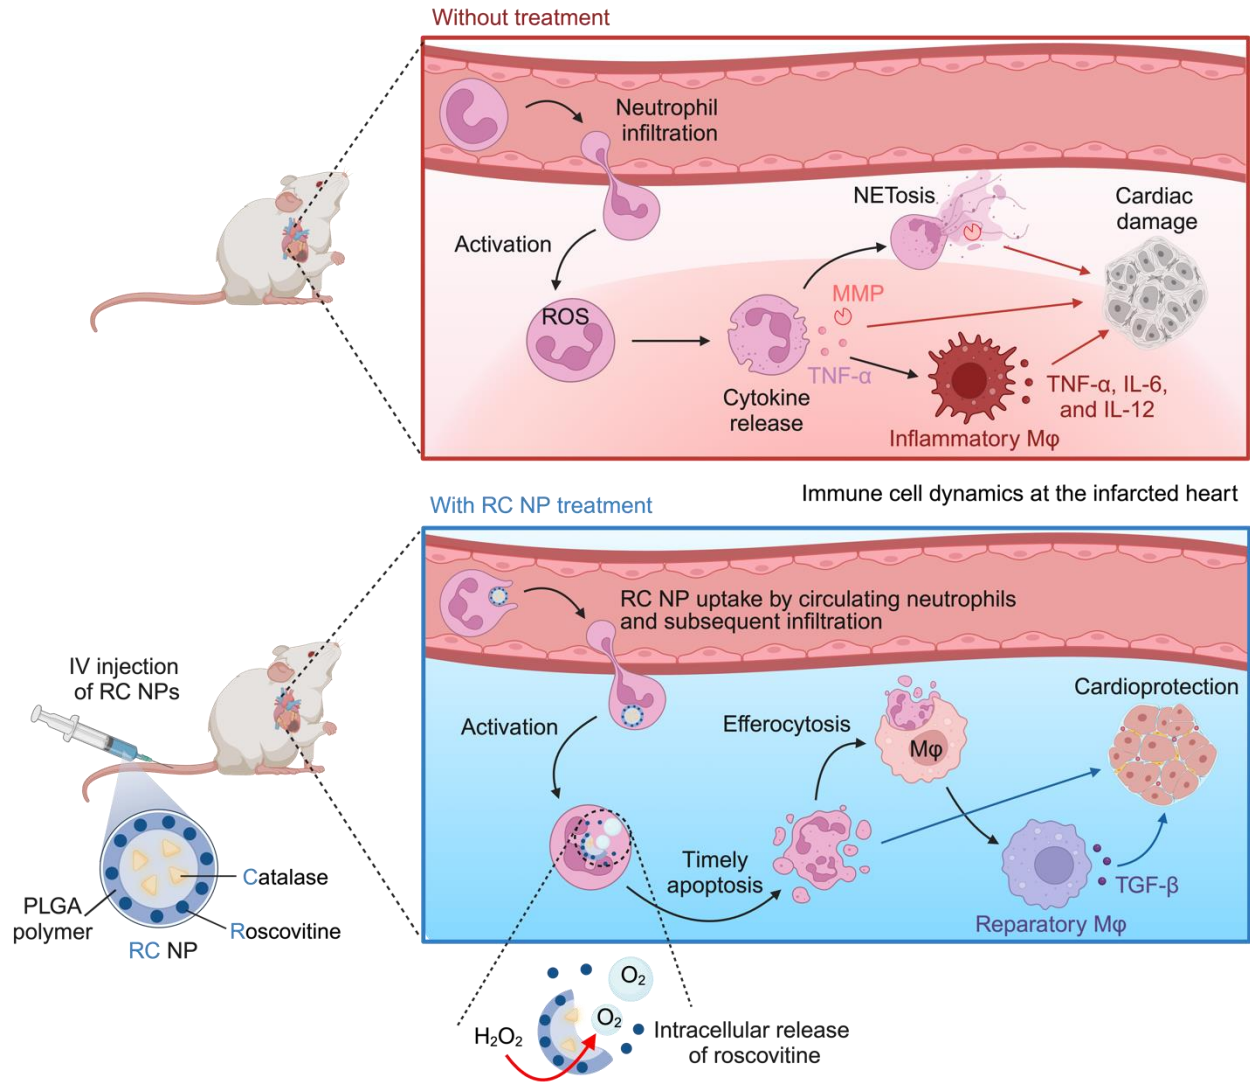 Without treatment
Neutrophil
infiltration
NETosis
Cardiac
damage
Activation
ROS
MMP
TNF-α
Cytokine
release
TNF-α, IL-6,
and IL-12
Inflammatory Mφ
Immune cell dynamics at the infarcted heart
With RC NP treatment
RC NP uptake by circulating neutrophils
and subsequent infiltration
IV injection
of RC NPs
Activation
Efferocytosis
Mφ
Cardioprotection
Timely
apoptosis
TGF-β
Reparatory Mφ
Catalase
PLGA
polymer
Roscovitine
RC NP
O₂
O₂
H₂O₂
Intracellular release
of roscovitine